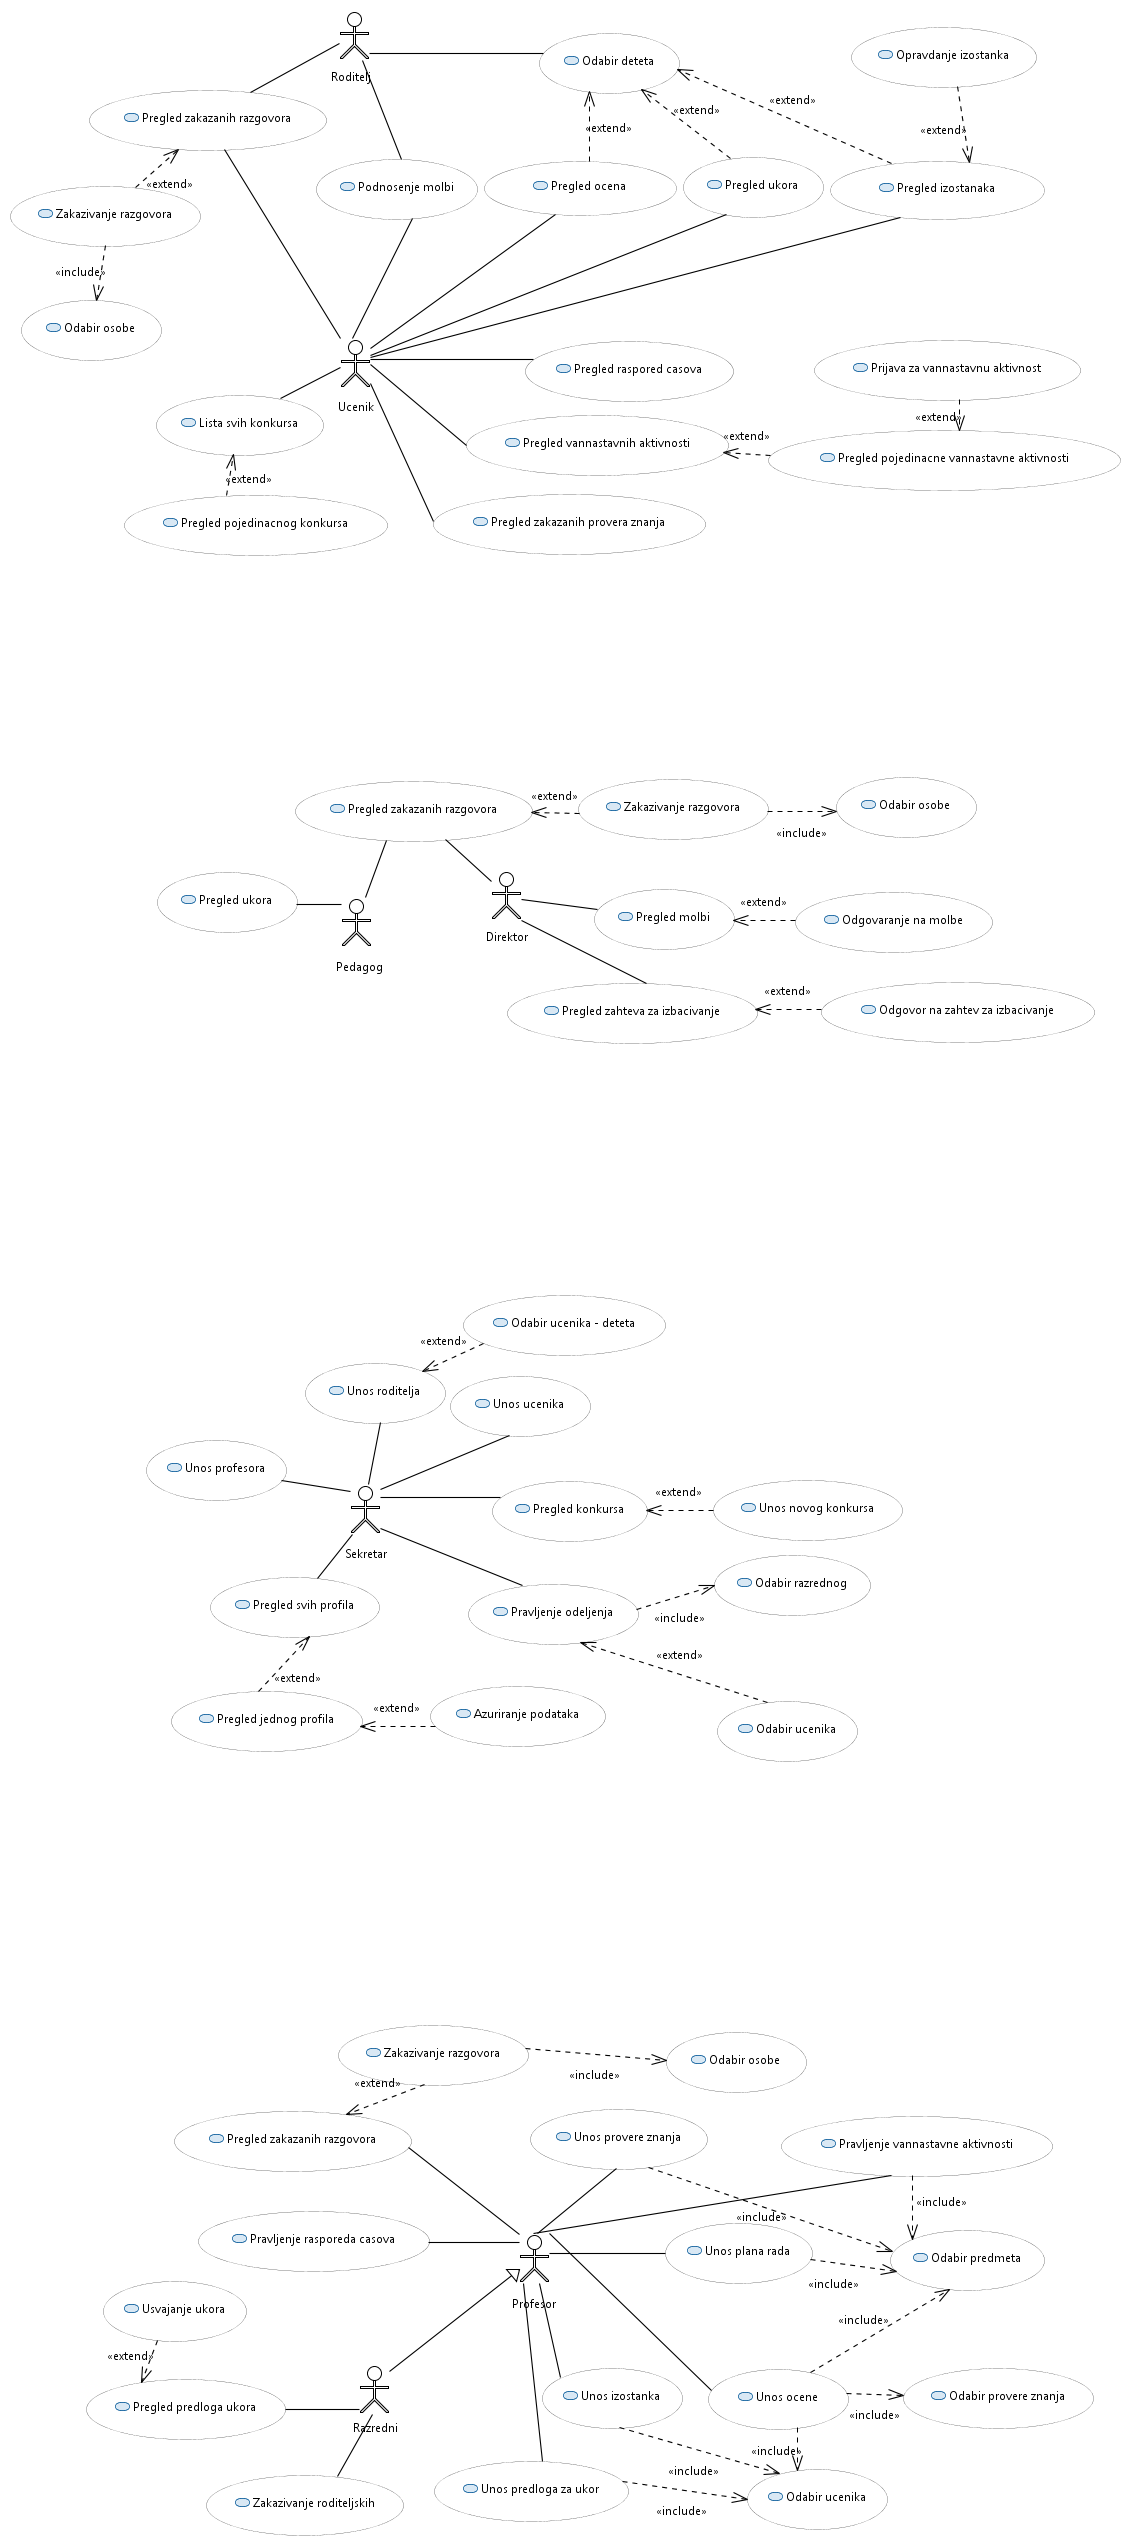 Roditelj
Odabir deteta
Opravdanje izostanka
«extend»
Pregled zakazanih razgovora
«extend»
«extend»
«extend»
«extend»
Podnosenje molbi
Pregled ocena
Pregled ukora
Pregled izostanaka
«extend»
Zakazivanje razgovora
«include»
Odabir osobe
Ucenik
Pregled raspored casova
Prijava za vannastavnu aktivnost
Lista svih konkursa
«extend»
Pregled vannastavnih aktivnosti
«extend»
Pregled pojedinacne vannastavne aktivnosti
«extend»
Pregled pojedinacnog konkursa
Pregled zakazanih provera znanja
Pregled zakazanih razgovora
«extend»
Zakazivanje razgovora
Odabir osobe
«include»
Pregled ukora
Pedagog
Direktor
Pregled molbi
«extend»
Odgovaranje na molbe
Pregled zahteva za izbacivanje
«extend»
Odgovor na zahtev za izbacivanje
Odabir ucenika - deteta
«extend»
Unos roditelja
Unos ucenika
Unos profesora
Sekretar
Pregled konkursa
«extend»
Unos novog konkursa
Pregled svih profila
Pravljenje odeljenja
Odabir razrednog
«include»
«extend»
«extend»
Pregled jednog profila
«extend»
Azuriranje podataka
Odabir ucenika
Zakazivanje razgovora
Odabir osobe
«include»
«extend»
Pregled zakazanih razgovora
Unos provere znanja
Pravljenje vannastavne aktivnosti
«include»
«include»
Pravljenje rasporeda casova
Unos plana rada
Odabir predmeta
«include»
Profesor
Usvajanje ukora
«include»
«extend»
Pregled predloga ukora
Razredni
Unos izostanka
Unos ocene
Odabir provere znanja
«include»
«include»
«include»
Zakazivanje roditeljskih
Unos predloga za ukor
Odabir ucenika
«include»